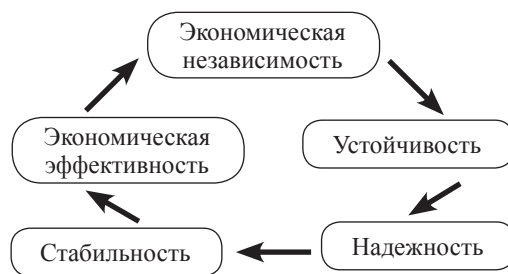 Экономическая
независимость
Экономическая
эффективность
Устойчивость
Стабильность
Надежность